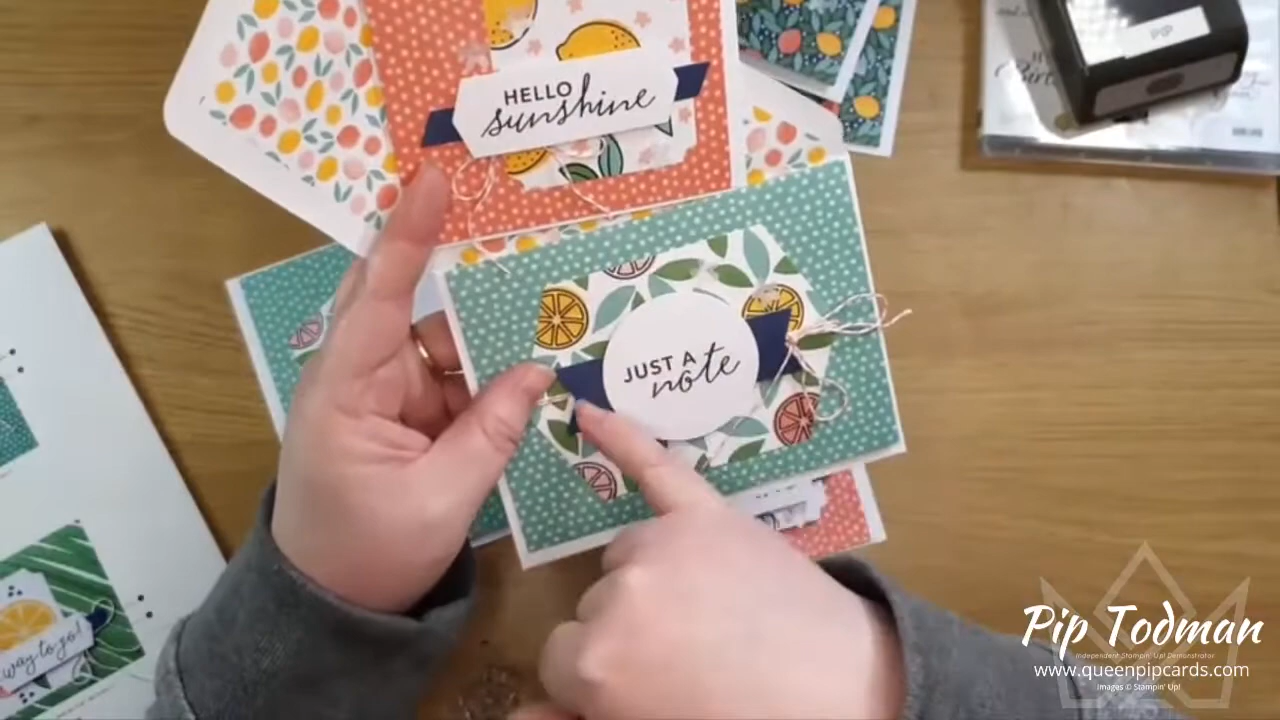 HELLO
sunshine
PIP
JUST A
note
way to go!
Pip Todman
Independent Stampin' Up! Demonstrator
www.queenpipcards.com
Images © Stampin' Up!